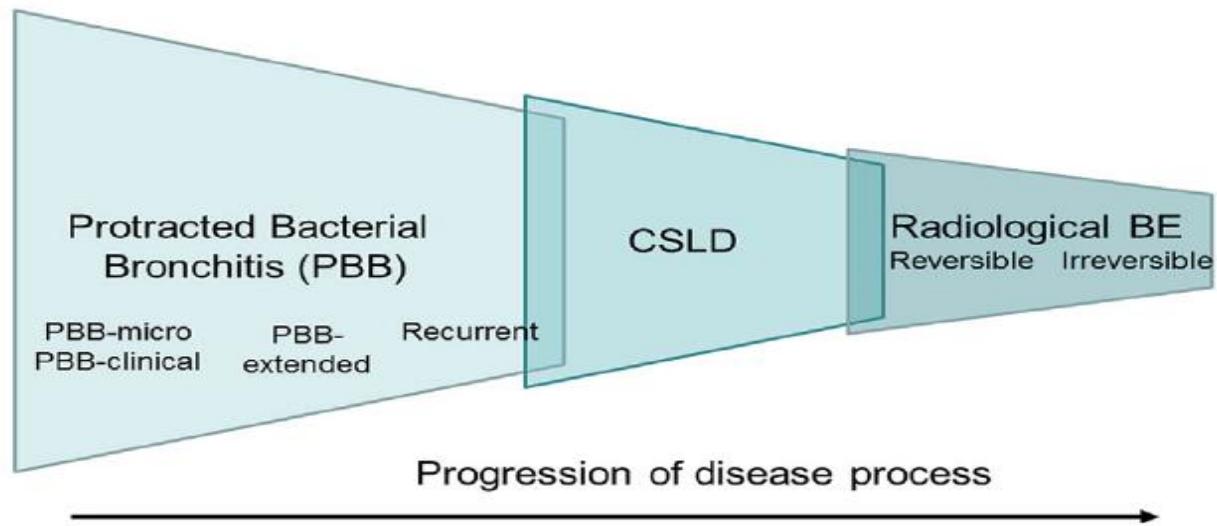 Protracted Bacterial
Bronchitis (PBB)
PBB-micro
PBB-clinical
PBB-
extended
Recurrent
CSLD
Radiological BE
Reversible Irreversible
Progression of disease process